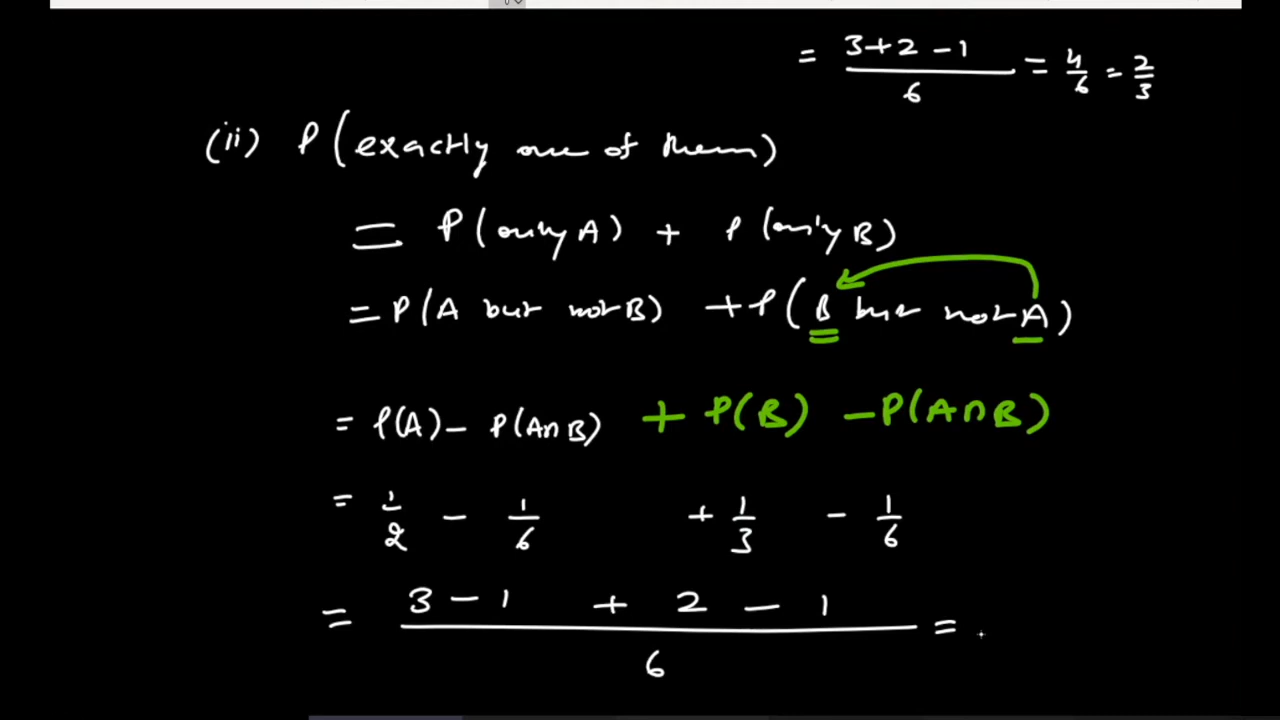 = (3+2-1)/6 = 4/6 = 2/3
(ii) P(exactly one of them)
= P(only A) + P(only B)
= P(A but not B) + P(B but not A)
= P(A) - P(A∩B) + P(B) - P(A∩B)
= 1/2 - 1/6 + 1/3 - 1/6
= (3 - 1 + 2 - 1)/6 =